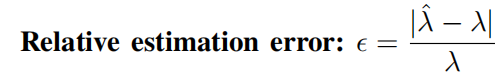 Relative estimation error: ϵ = |λ̂ − λ| / λ